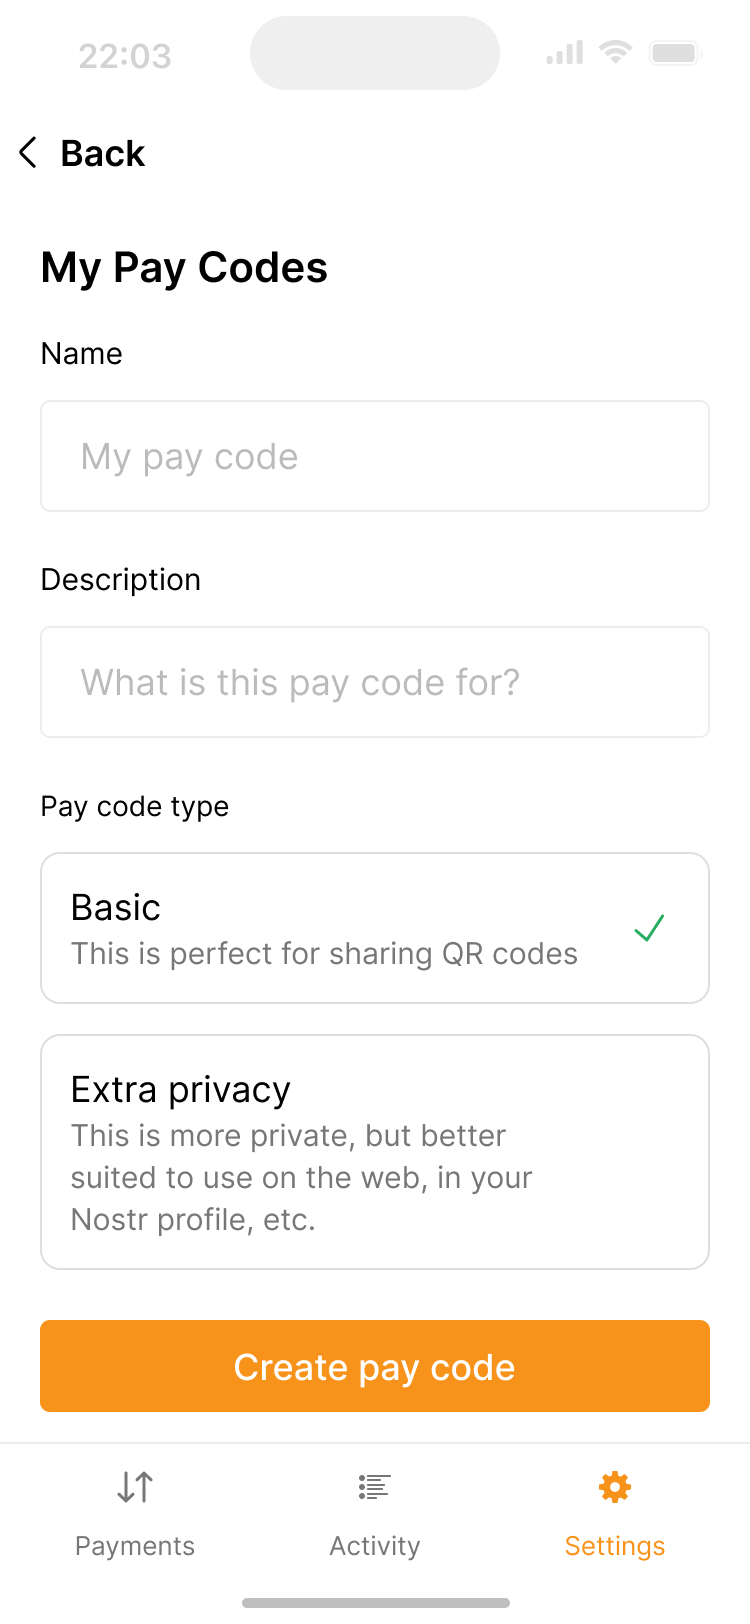 22:03
Back
My Pay Codes
Name
My pay code
Description
What is this pay code for?
Pay code type
Basic
This is perfect for sharing QR codes
Extra privacy
This is more private, but better
suited to use on the web, in your
Nostr profile, etc.
Create pay code
Payments
Activity
Settings